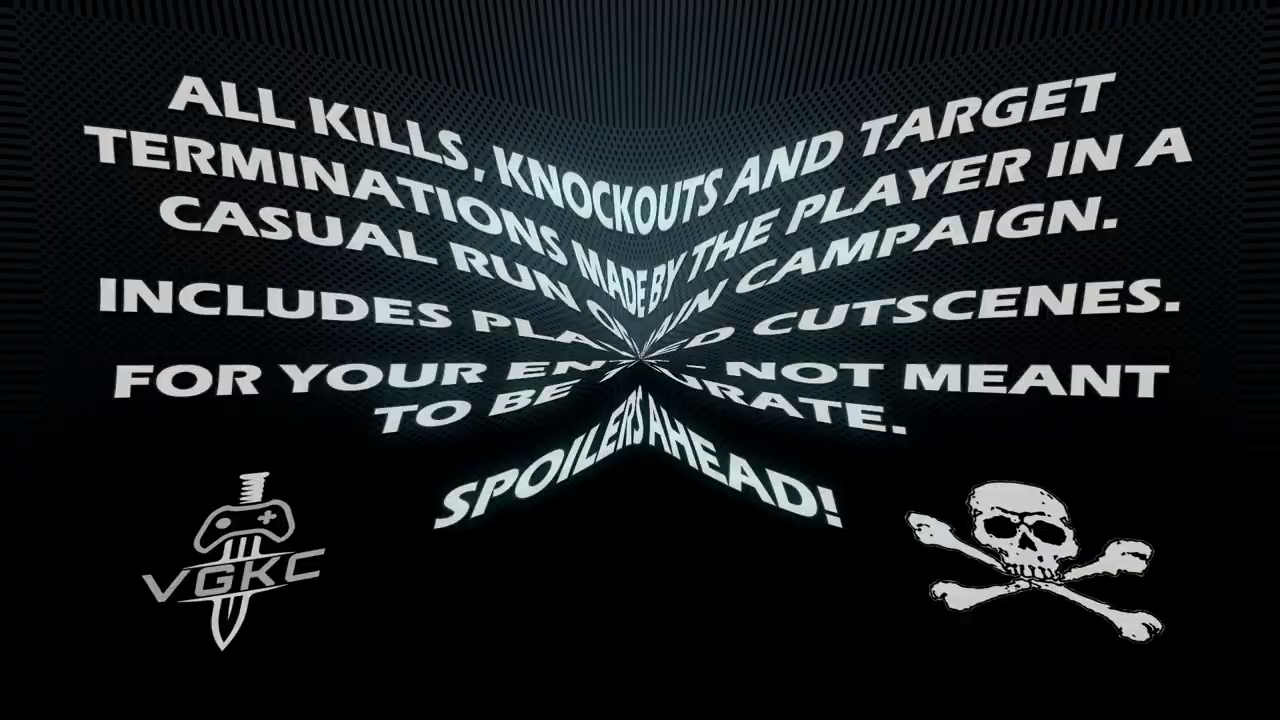 ALL KILLS, KNOCKOUTS AND TARGET
TERMINATIONS MADE BY THE PLAYER IN A
CASUAL RUN CAMPAIGN.
INCLUDES CUTSCENES.
FOR YOUR NOT MEANT
TO BE
SPOILERS AHEAD!
VGKC